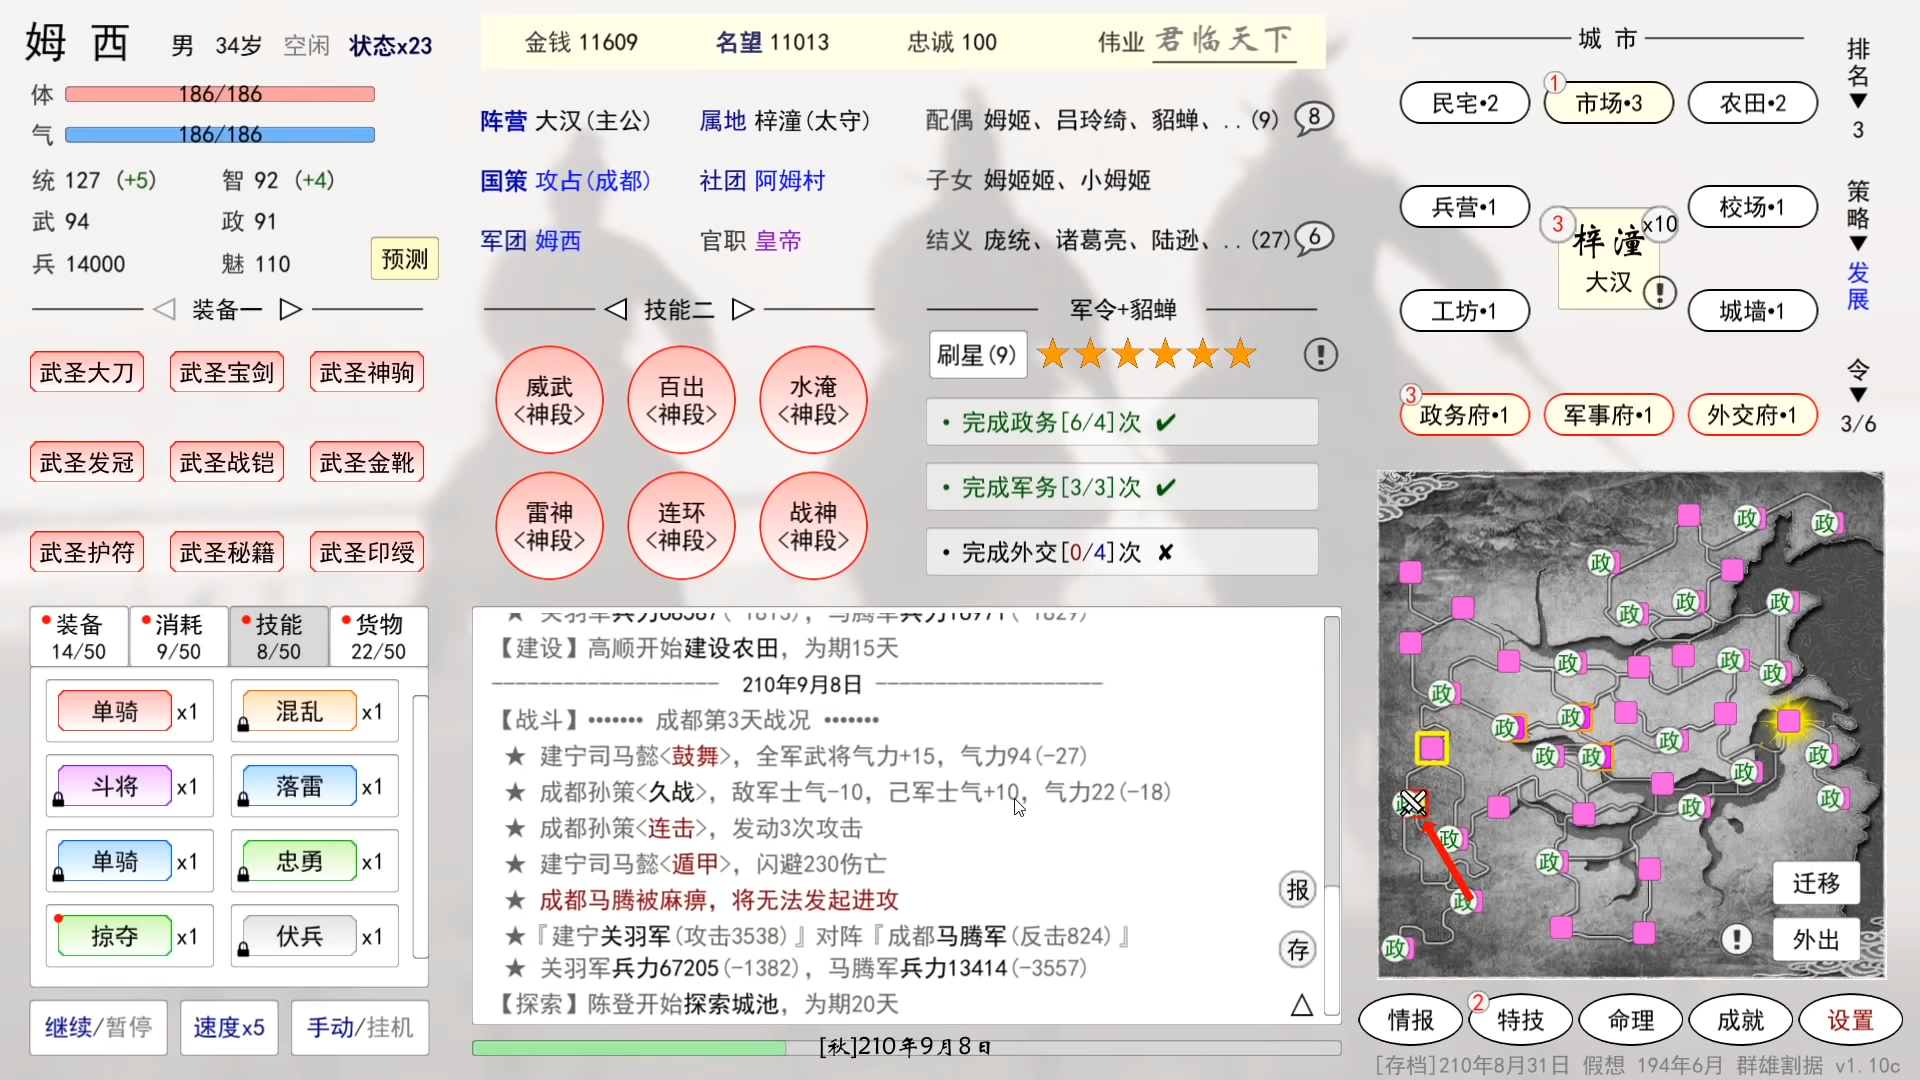 姆 西 男 34岁 空闲 状态x23
体 186/186
气 186/186
统 127 (+5) 智 92 (+4)
武 94 政 91
兵 14000 魅 110
预测
金钱 11609 名望 11013 忠诚 100 伟业 君临天下
阵营 大汉(主公) 属地 梓潼(太守) 配偶 姆姬、吕玲绮、貂蝉、..(9) 8
国策 攻占(成都) 社团 阿姆村 子女 姆姬姬、小姆姬
军团 姆西 官职 皇帝 结义 庞统、诸葛亮、陆逊、..(27) 6
装备一
武圣大刀 武圣宝剑 武圣神驹
武圣发冠 武圣战铠 武圣金靴
武圣护符 武圣秘籍 武圣印绶
技能二
威武 <神段> 百出 <神段> 水淹 <神段>
雷神 <神段> 连环 <神段> 战神 <神段>
军令+貂蝉
刷星(9) ★★★★★★ !
• 完成政务[6/4]次 ✔
• 完成军务[3/3]次 ✔
• 完成外交[0/4]次 ✘
城 市
民宅•2 1 市场•3 农田•2
兵营•1 校场•1
3 梓潼 x10
大汉 !
工坊•1 城墙•1
3 政务府•1 军事府•1 外交府•1
排名▼3
策略▼发展
令▼3/6
装备 14/50 消耗 9/50 技能 8/50 货物 22/50
单骑 x1 混乱 x1
斗将 x1 落雷 x1
单骑 x1 忠勇 x1
掠夺 x1 伏兵 x1
继续/暂停 速度x5 手动/挂机
【建设】高顺开始建设农田，为期15天
210年9月8日
【战斗】••••••• 成都第3天战况 •••••••
★ 建宁司马懿<鼓舞>，全军武将气力+15，气力94(-27)
★ 成都孙策<久战>，敌军士气-10，己军士气+10，气力22(-18)
★ 成都孙策<连击>，发动3次攻击
★ 建宁司马懿<遁甲>，闪避230伤亡
★ 成都马腾被麻痹，将无法发起进攻
★『建宁关羽军(攻击3538)』对阵『成都马腾军(反击824)』
★ 关羽军兵力67205(-1382)，马腾军兵力13414(-3557)
【探索】陈登开始探索城池，为期20天
报
存
[秋]210年9月8日
政 政
政
政 政 政
政 政 政
政
政 政
政 政 政 政
政 政
政
政
政
政
政
迁移
! 外出
情报 2 特技 命理 成就 设置
[存档]210年8月31日 假想 194年6月 群雄割据 v1.10c